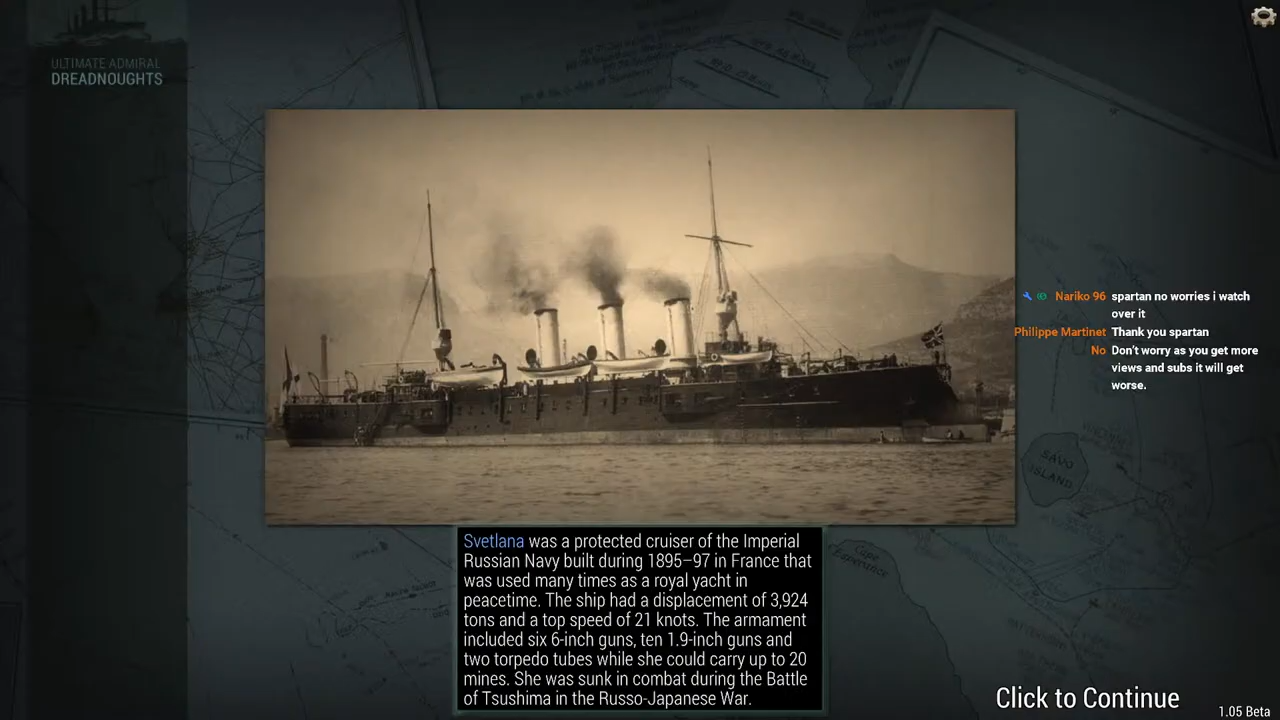 ULTIMATE ADMIRAL
DREADNOUGHTS
Nariko 96 spartan no worries i watch
over it
Philippe Martinet Thank you spartan
No Don't worry as you get more
views and subs it will get
worse.
SAVO
ISLAND
Cape
Esperance
Svetlana was a protected cruiser of the Imperial
Russian Navy built during 1895–97 in France that
was used many times as a royal yacht in
peacetime. The ship had a displacement of 3,924
tons and a top speed of 21 knots. The armament
included six 6-inch guns, ten 1.9-inch guns and
two torpedo tubes while she could carry up to 20
mines. She was sunk in combat during the Battle
of Tsushima in the Russo-Japanese War.
Click to Continue
1.05 Beta